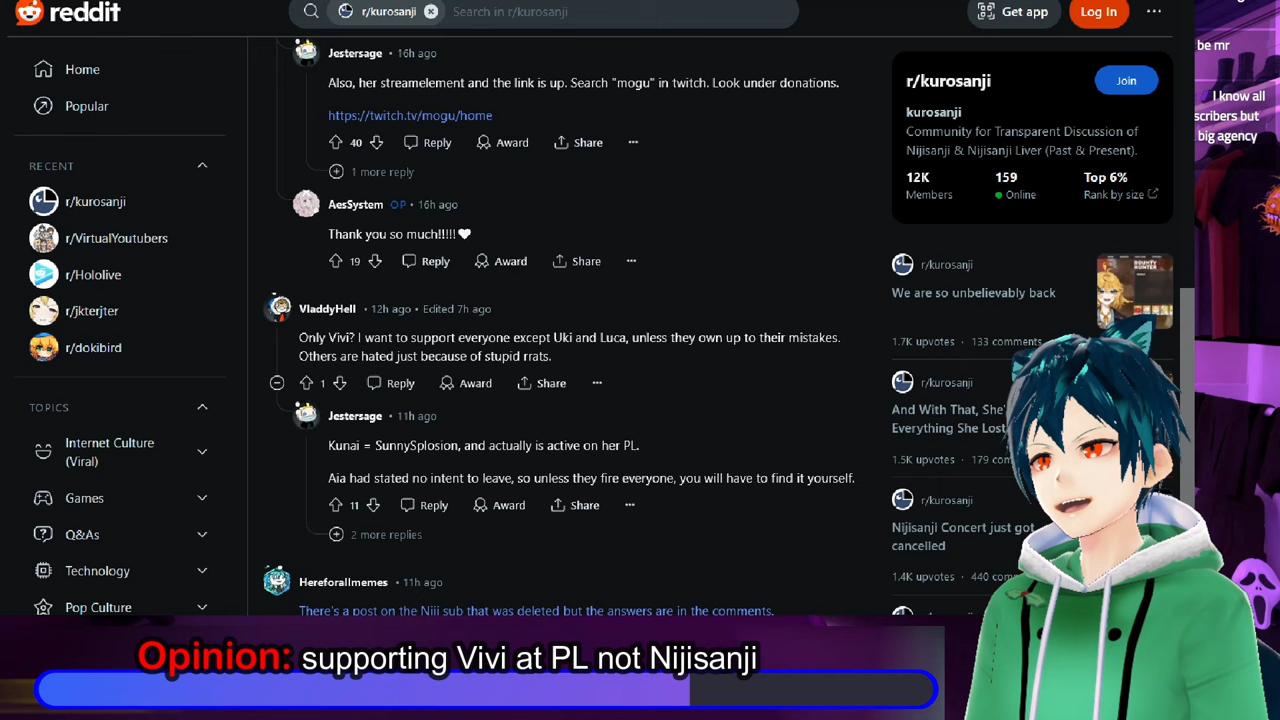 reddit
r/kurosanji
Search in r/kurosanji
Get app
Log In
be mr
I know all
scribers but
big agency
Home
Popular
RECENT
r/kurosanji
r/VirtualYoutubers
r/Hololive
r/jkterjter
r/dokibird
TOPICS
Internet Culture
(Viral)
Games
Q&As
Technology
Pop Culture
Jestersage • 16h ago
Also, her streamelement and the link is up. Search "mogu" in twitch. Look under donations.
https://twitch.tv/mogu/home
40 Reply Award Share
1 more reply
AesSystem OP • 16h ago
Thank you so much!!!!!
19 Reply Award Share
VladdyHell • 12h ago • Edited 7h ago
Only Vivi? I want to support everyone except Uki and Luca, unless they own up to their mistakes.
Others are hated just because of stupid rrats.
1 Reply Award Share
Jestersage • 11h ago
Kunai = SunnySplosion, and actually is active on her PL.
Aia had stated no intent to leave, so unless they fire everyone, you will have to find it yourself.
11 Reply Award Share
2 more replies
Hereforallmemes • 11h ago
There's a post on the Niji sub that was deleted but the answers are in the comments.
r/kurosanji
Join
kurosanji
Community for Transparent Discussion of
Nijisanji & Nijisanji Liver (Past & Present).
12K 159 Top 6%
Members Online Rank by size
r/kurosanji
We are so unbelievably back
1.7K upvotes • 133 comments
r/kurosanji
And With That, She'
Everything She Lost
1.5K upvotes • 179 com
r/kurosanji
Nijisanji Concert just got
cancelled
1.4K upvotes • 440 com
r/kurosanji
Opinion: supporting Vivi at PL not Nijisanji